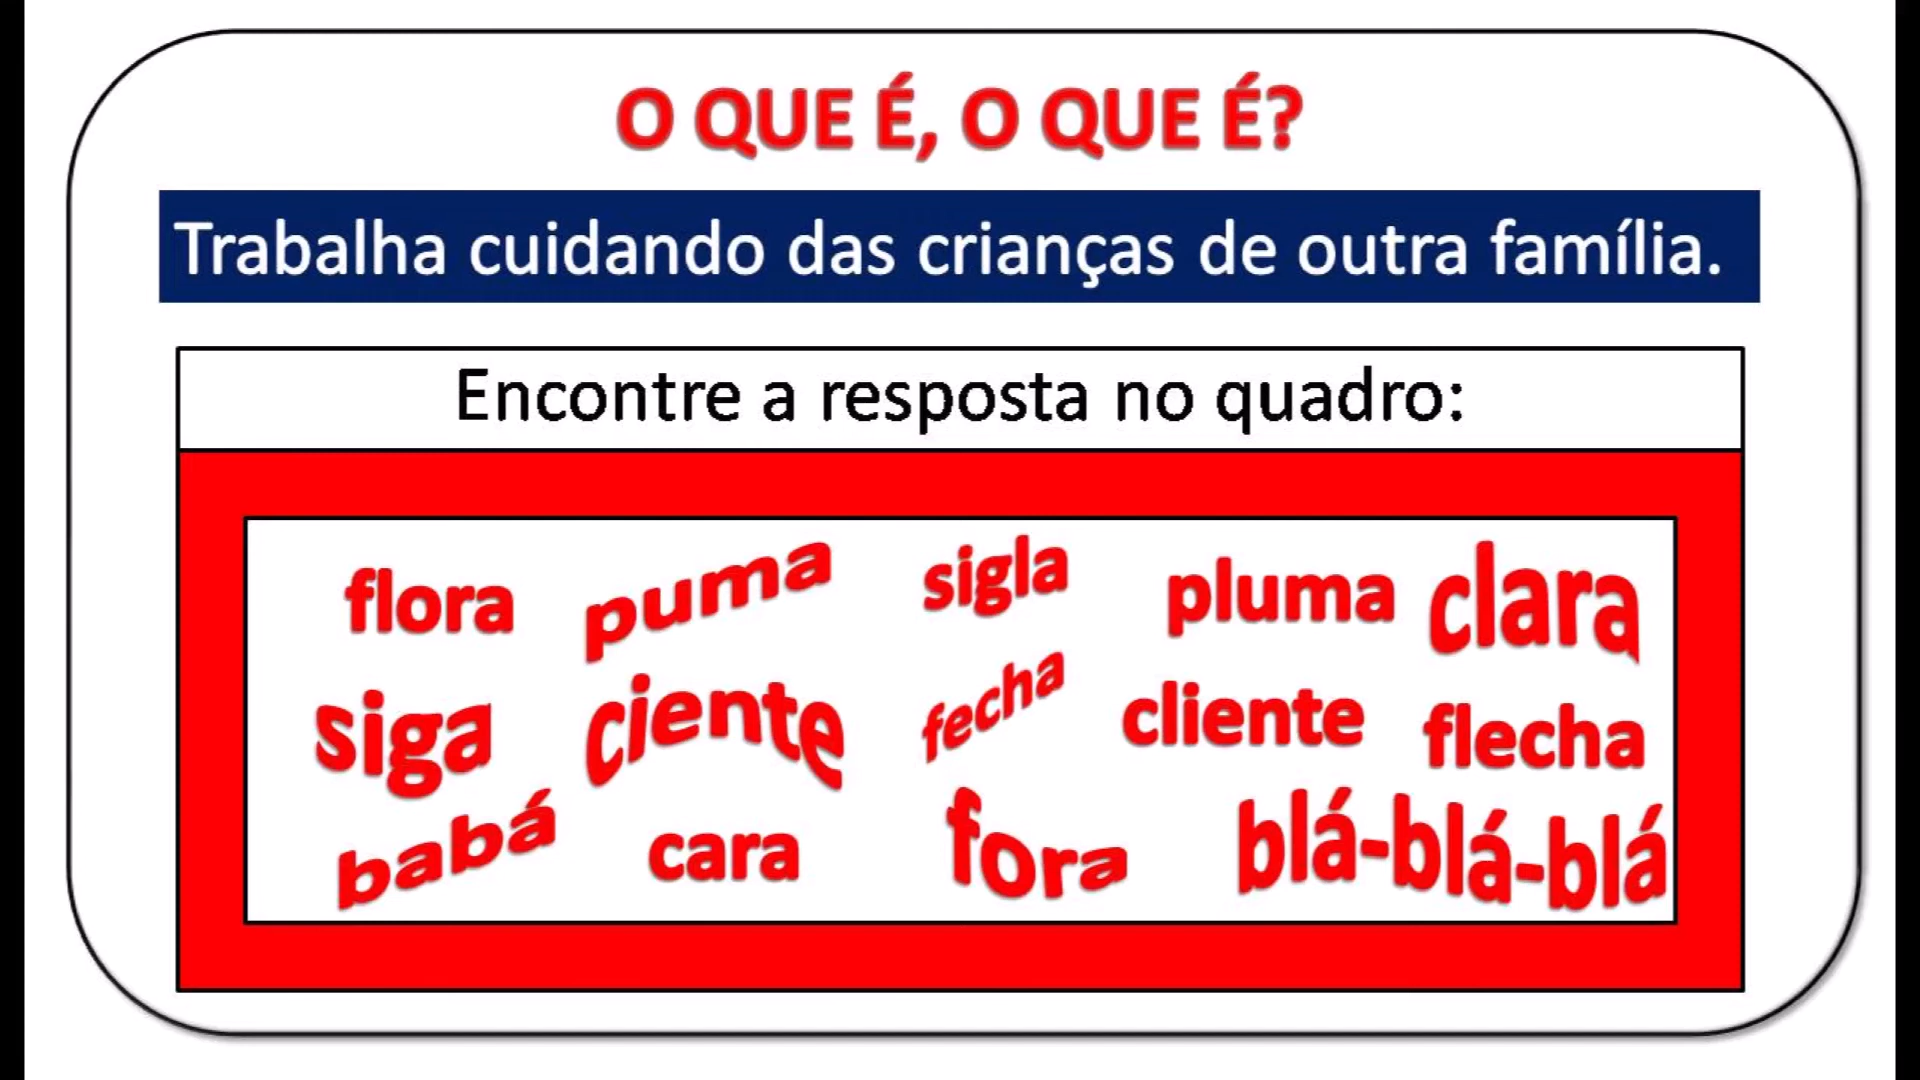 O QUE É, O QUE É?
Trabalha cuidando das crianças de outra família.
Encontre a resposta no quadro:
flora puma sigla pluma clara
siga ciente fecha cliente flecha
babá cara fora blá-blá-blá